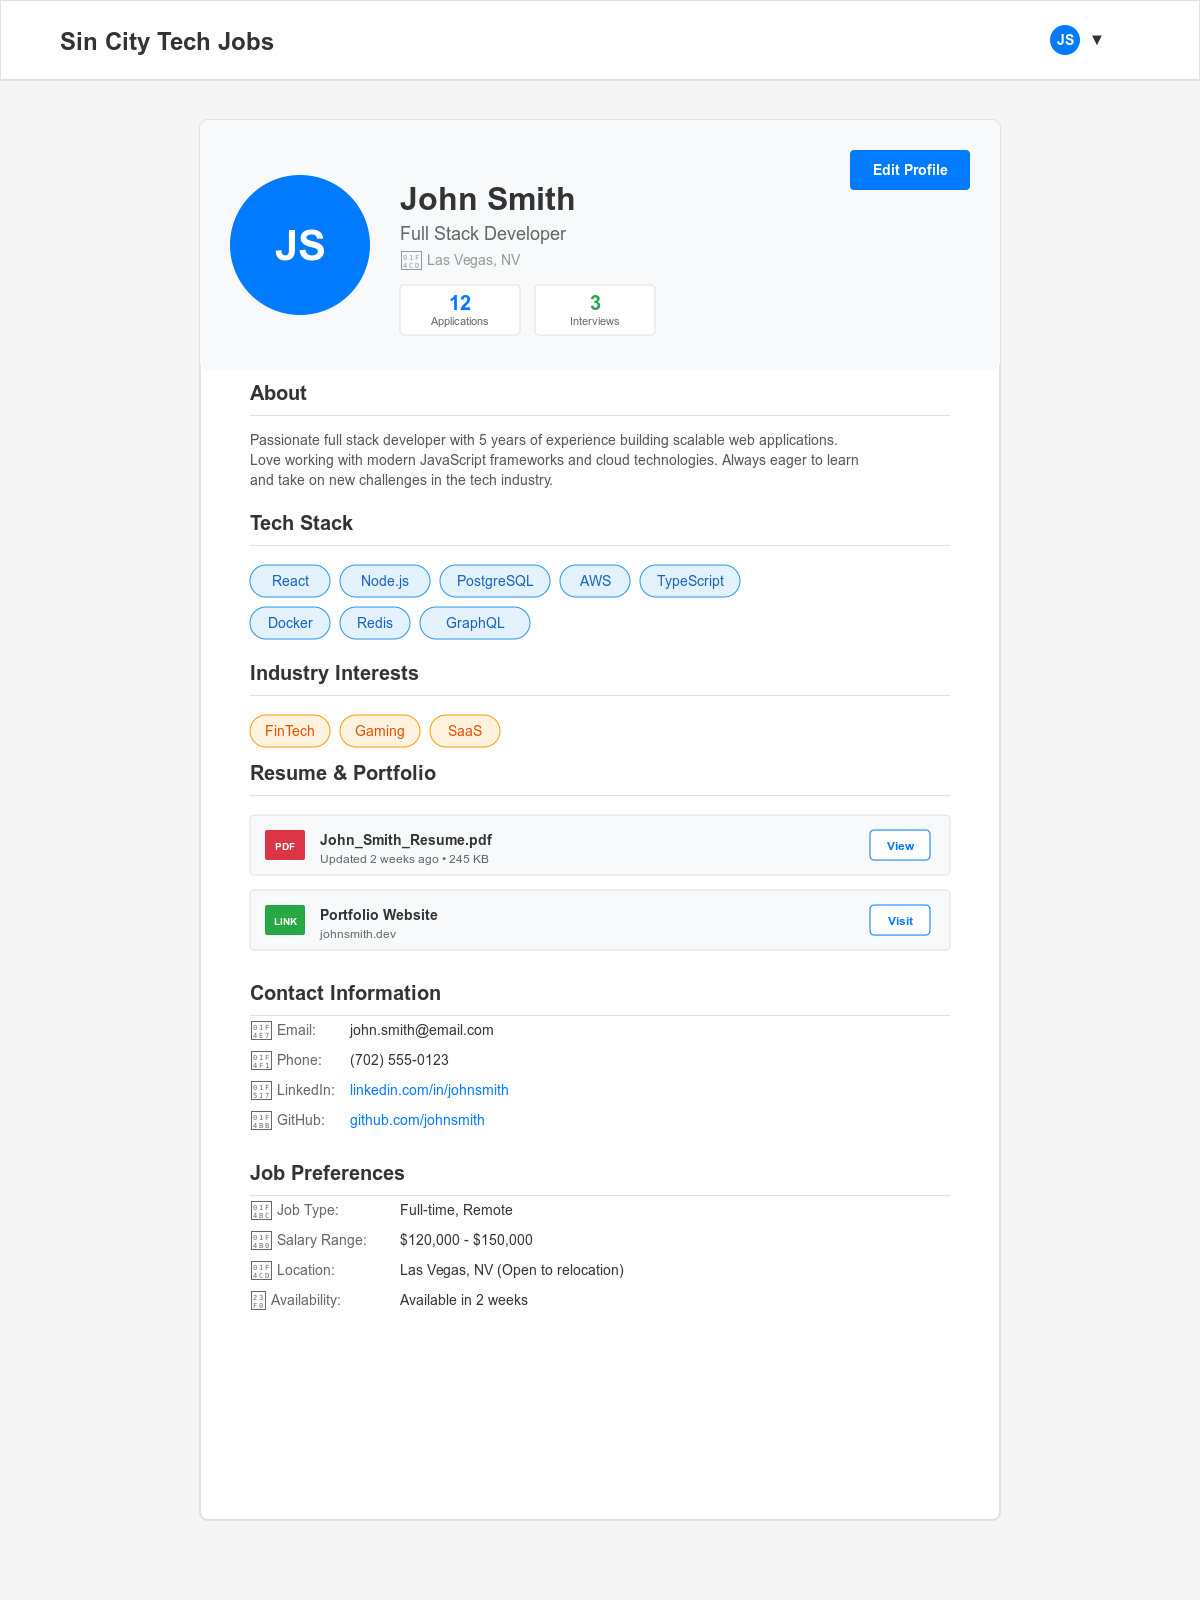 Sin City Tech Jobs
JS ▼
Edit Profile
JS
John Smith
Full Stack Developer
Las Vegas, NV
12
Applications
3
Interviews
About
Passionate full stack developer with 5 years of experience building scalable web applications.
Love working with modern JavaScript frameworks and cloud technologies. Always eager to learn
and take on new challenges in the tech industry.
Tech Stack
React Node.js PostgreSQL AWS TypeScript
Docker Redis GraphQL
Industry Interests
FinTech Gaming SaaS
Resume & Portfolio
PDF
John_Smith_Resume.pdf
Updated 2 weeks ago • 245 KB
View
LINK
Portfolio Website
johnsmith.dev
Visit
Contact Information
Email: john.smith@email.com
Phone: (702) 555-0123
LinkedIn: linkedin.com/in/johnsmith
GitHub: github.com/johnsmith
Job Preferences
Job Type: Full-time, Remote
Salary Range: $120,000 - $150,000
Location: Las Vegas, NV (Open to relocation)
Availability: Available in 2 weeks